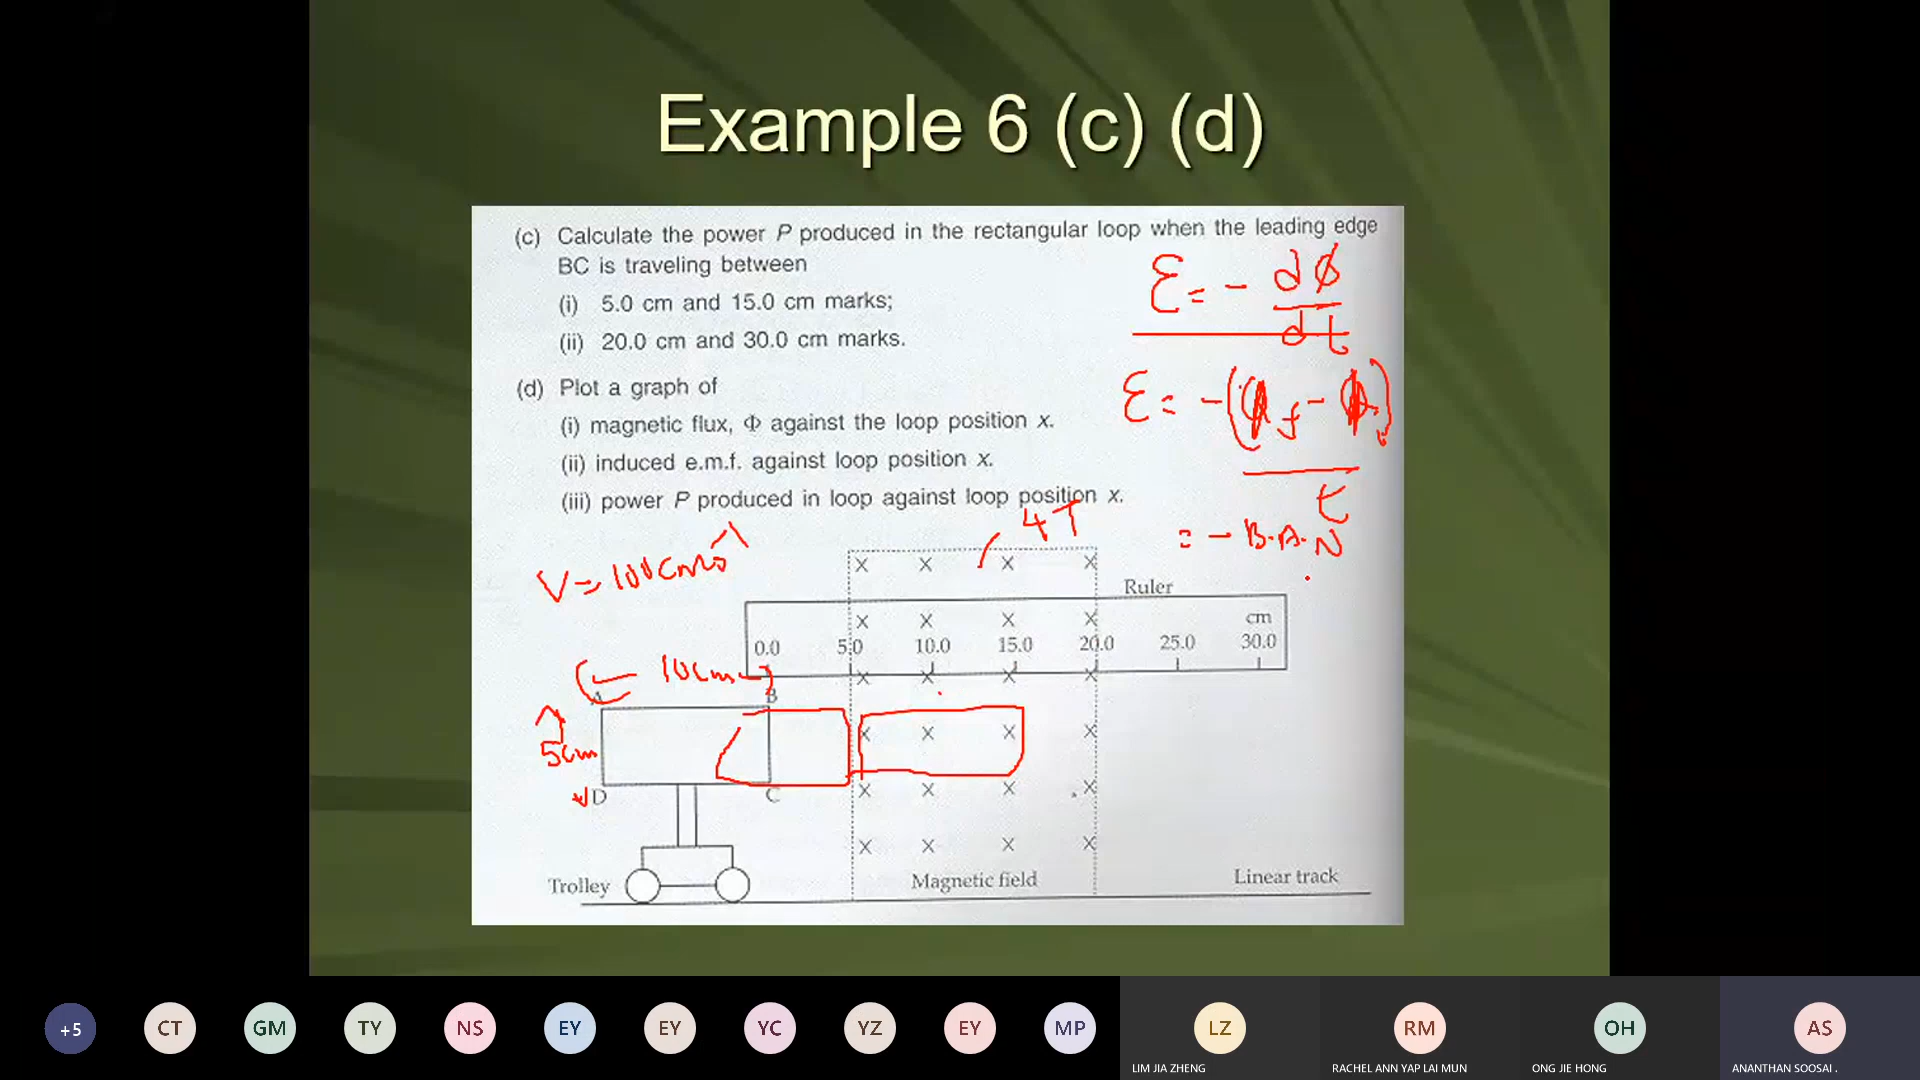 Example 6 (c) (d)
(c) Calculate the power P produced in the rectangular loop when the leading edge
BC is traveling between
(i) 5.0 cm and 15.0 cm marks;
(ii) 20.0 cm and 30.0 cm marks.
(d) Plot a graph of
(i) magnetic flux, Φ against the loop position x.
(ii) induced e.m.f. against loop position x.
(iii) power P produced in loop against loop position x.
ε = - dϕ
dt
ε = -(ϕf - ϕi)
t
= - B.A.N
4T
V = 100cms⁻¹
X X X X
Ruler
X X X X
cm
0.0 5.0 10.0 15.0 20.0 25.0 30.0
10cm
X X X X
A B
5cm
X X X X
D C
X X X X
X X X X
Trolley
Magnetic field
Linear track
+5 CT GM TY NS EY EY YC YZ EY MP LZ RM OH AS
LIM JIA ZHENG RACHEL ANN YAP LAI MUN ONG JIE HONG ANANTHAN SOOSAI .